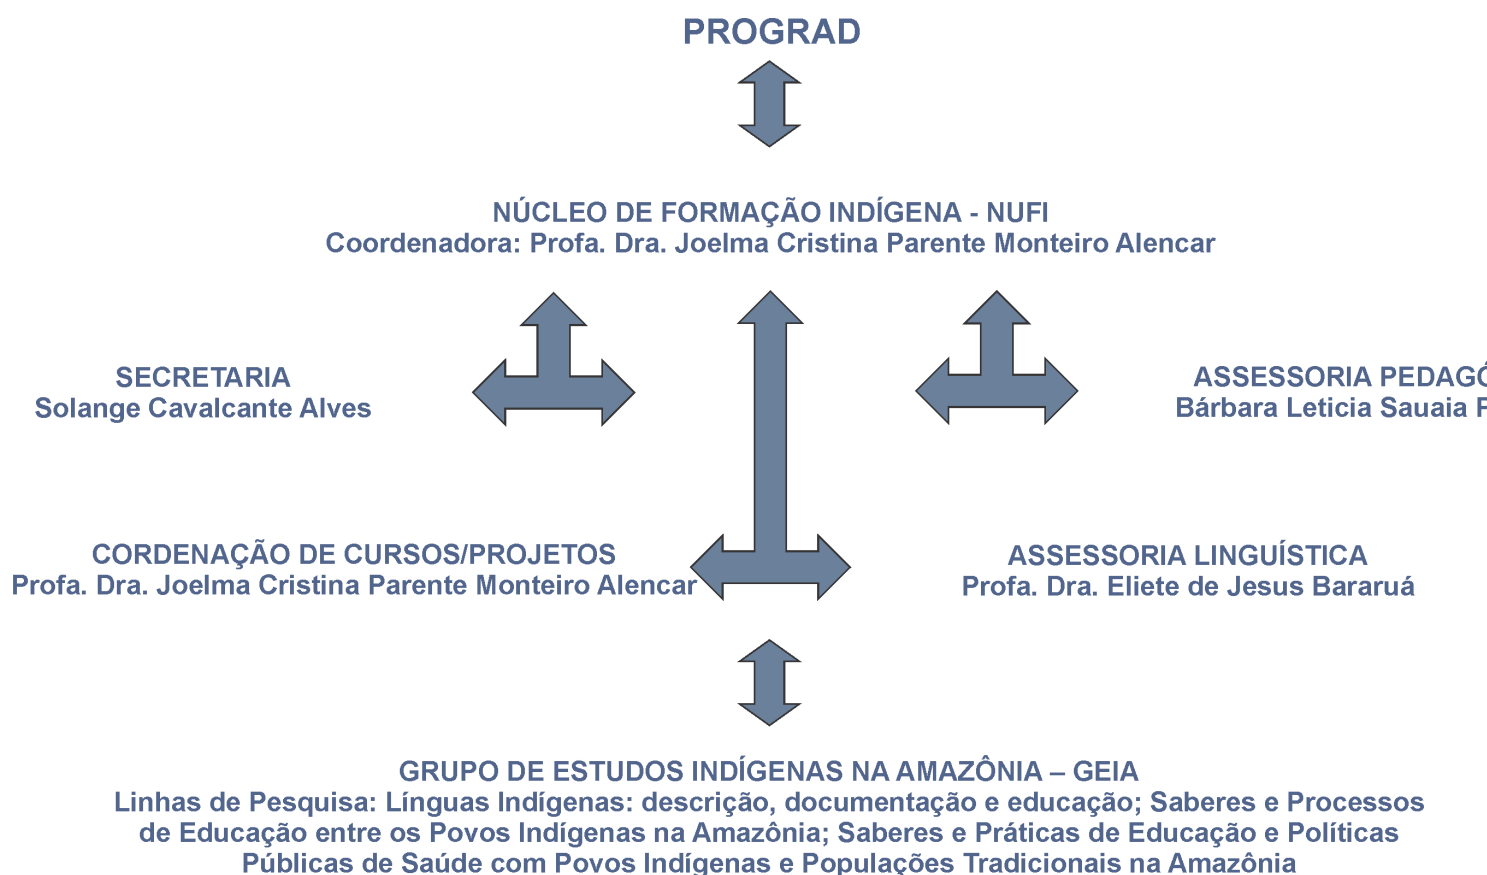 PROGRAD
NÚCLEO DE FORMAÇÃO INDÍGENA - NUFI
Coordenadora: Profa. Dra. Joelma Cristina Parente Monteiro Alencar
SECRETARIA
Solange Cavalcante Alves
ASSESSORIA
Bárbara Leticia Sauaia
CORDENAÇÃO DE CURSOS/PROJETOS
Profa. Dra. Joelma Cristina Parente Monteiro Alencar
ASSESSORIA LINGUÍSTICA
Profa. Dra. Eliete de Jesus Bararuá
GRUPO DE ESTUDOS INDÍGENAS NA AMAZÔNIA – GEIA
Linhas de Pesquisa: Línguas Indígenas: descrição, documentação e educação; Saberes e Processos
de Educação entre os Povos Indígenas na Amazônia; Saberes e Práticas de Educação e Políticas
Públicas de Saúde com Povos Indígenas e Populações Tradicionais na Amazônia